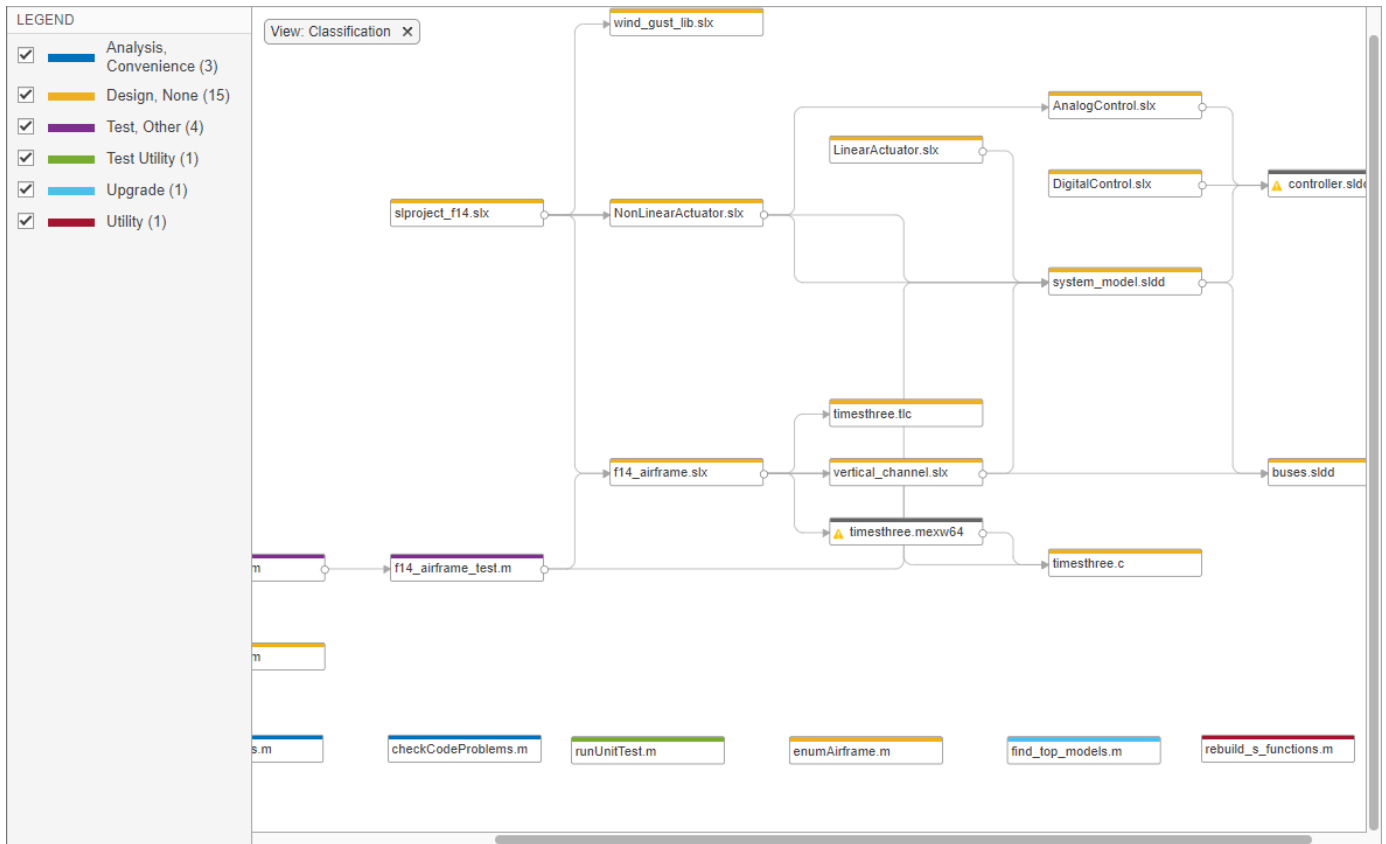 LEGEND
Analysis,
Convenience (3)
Design, None (15)
Test, Other (4)
Test Utility (1)
Upgrade (1)
Utility (1)
View: Classification
wind_gust_lib.slx
AnalogControl.slx
LinearActuator.slx
DigitalControl.slx
controller.sldd
slproject_f14.slx
NonLinearActuator.slx
system_model.sldd
timesthree.tlc
f14_airframe.slx
vertical_channel.slx
buses.sldd
timesthree.mexw64
m
f14_airframe_test.m
timesthree.c
m
s.m
checkCodeProblems.m
runUnitTest.m
enumAirframe.m
find_top_models.m
rebuild_s_functions.m